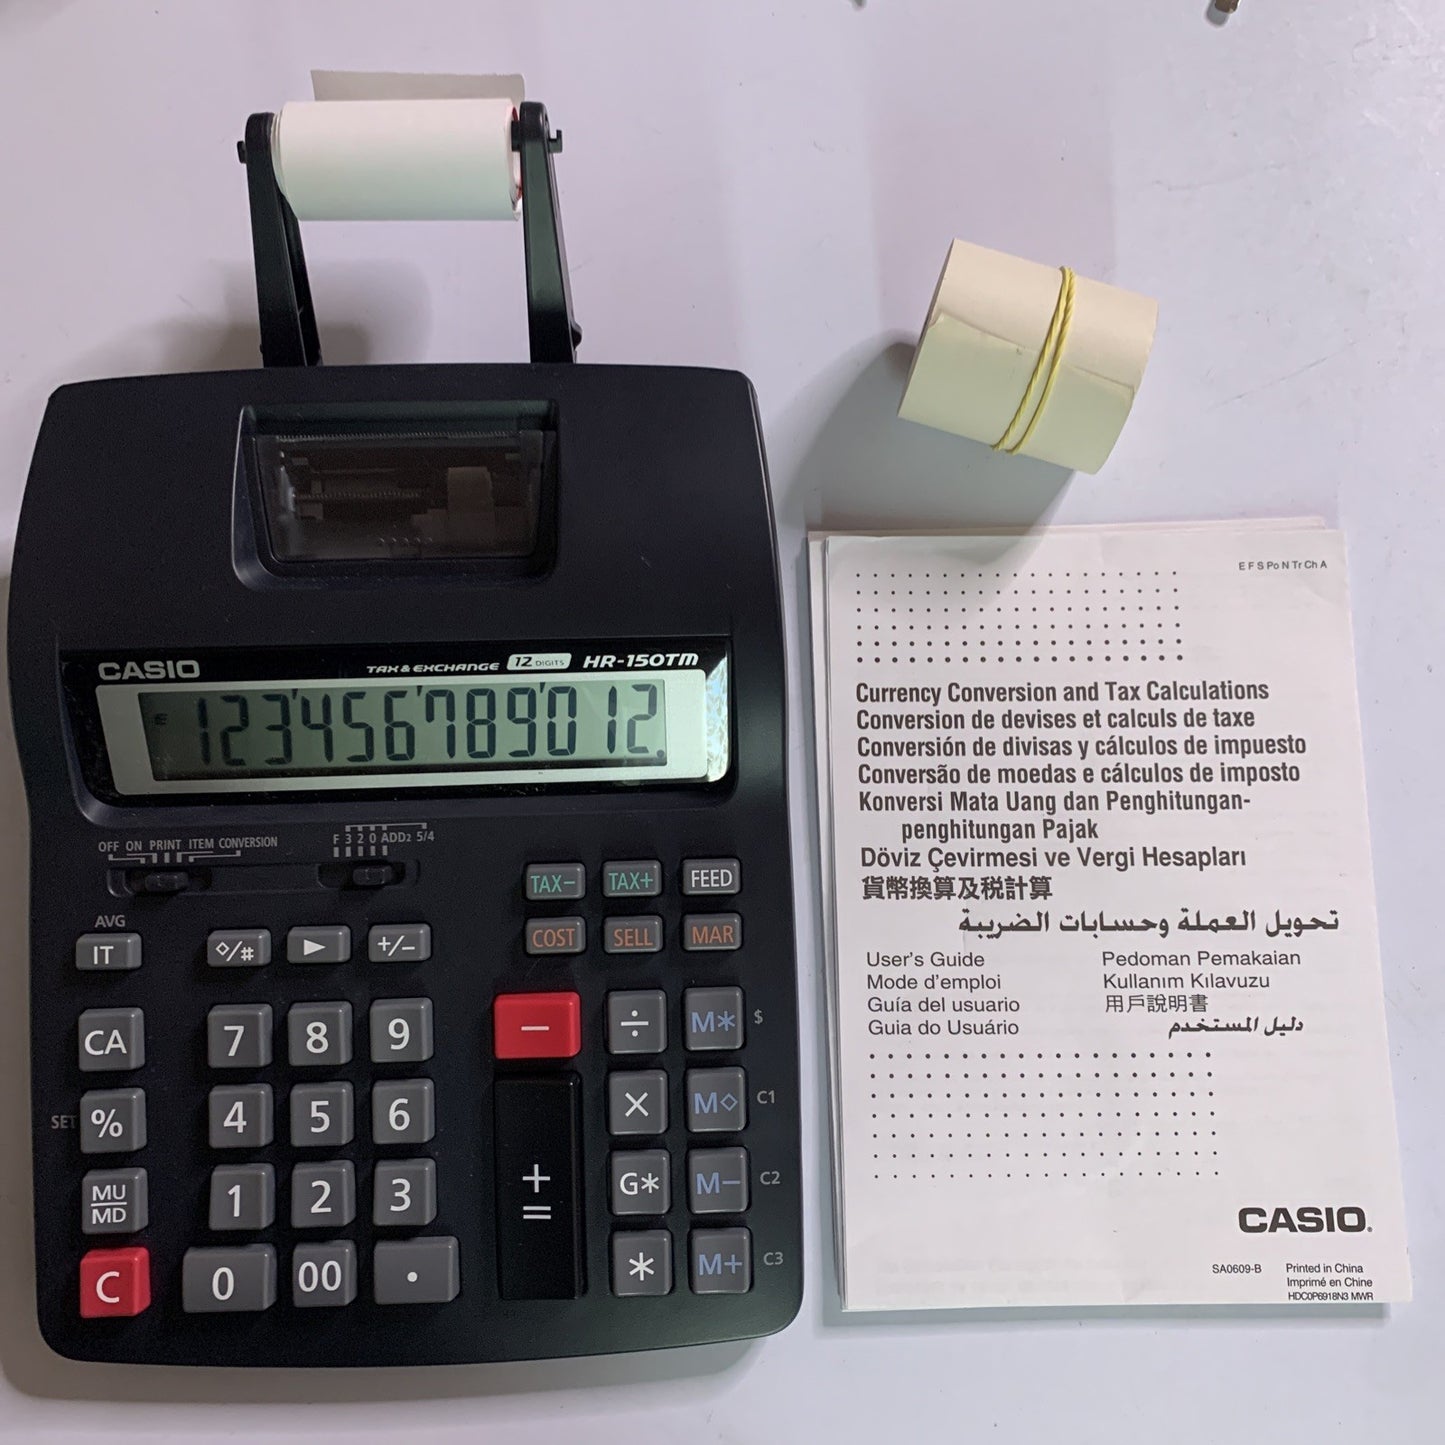 CASIO TAX & EXCHANGE 12 DIGITS HR-150TM
E 123'456'789'012.
OFF ON PRINT ITEM CONVERSION
F 3 2 0 ADD2 5/4
TAX- TAX+ FEED
AVG
IT ◇/# ▶ +/− COST SELL MAR
CA 7 8 9 − ÷ M* $
SET % 4 5 6 × M◇ C1
MU
MD
1 2 3 + = G* M− C2
C 0 00 · * M+ C3
E F S Po N Tr Ch A
Currency Conversion and Tax Calculations
Conversion de devises et calculs de taxe
Conversión de divisas y cálculos de impuesto
Conversão de moedas e cálculos de imposto
Konversi Mata Uang dan Penghitungan-
penghitungan Pajak
Döviz Çevirmesi ve Vergi Hesapları
貨幣換算及税計算
تحويل العملة وحسابات الضريبة
User's Guide Pedoman Pemakaian
Mode d'emploi Kullanım Kılavuzu
Guía del usuario 用戶說明書
Guia do Usuário دليل المستخدم
CASIO.
SA0609-B Printed in China
Imprimé en Chine
HDC0P6918N3 MWR